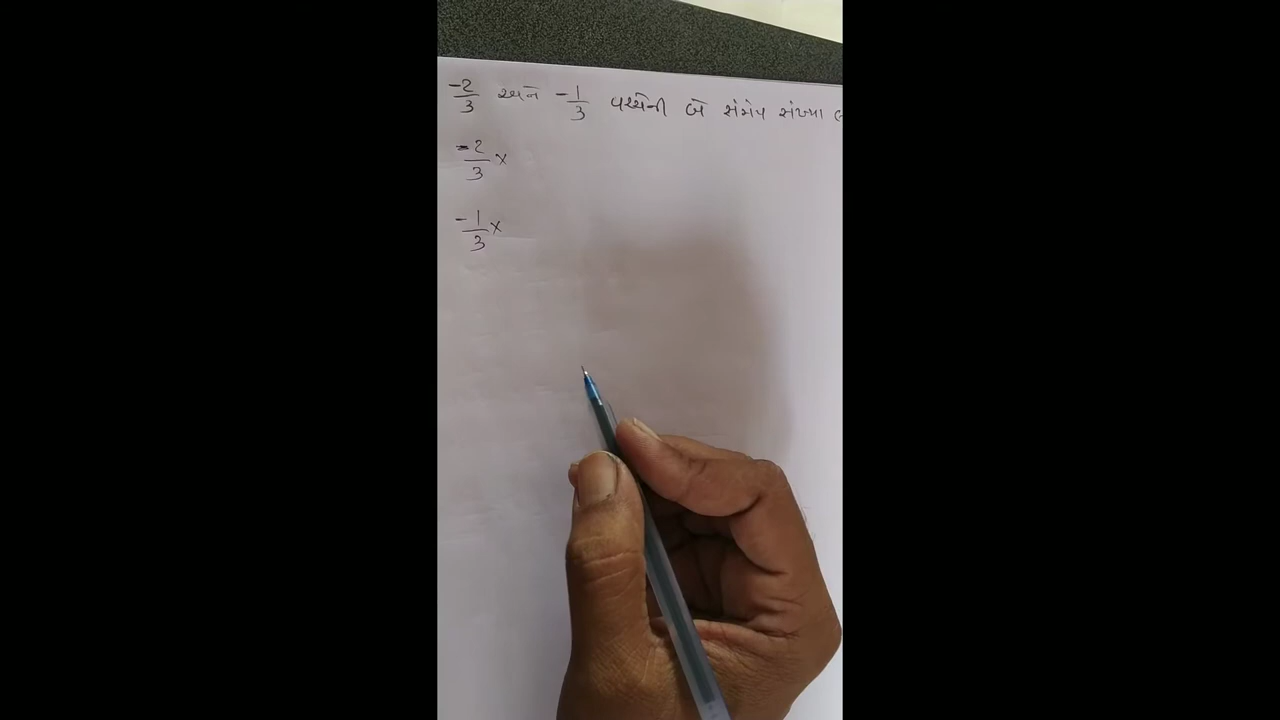 -2/3 અને -1/3 વચ્ચેની બે સંમેય સંખ્યા
-2/3 ×
-1/3 ×